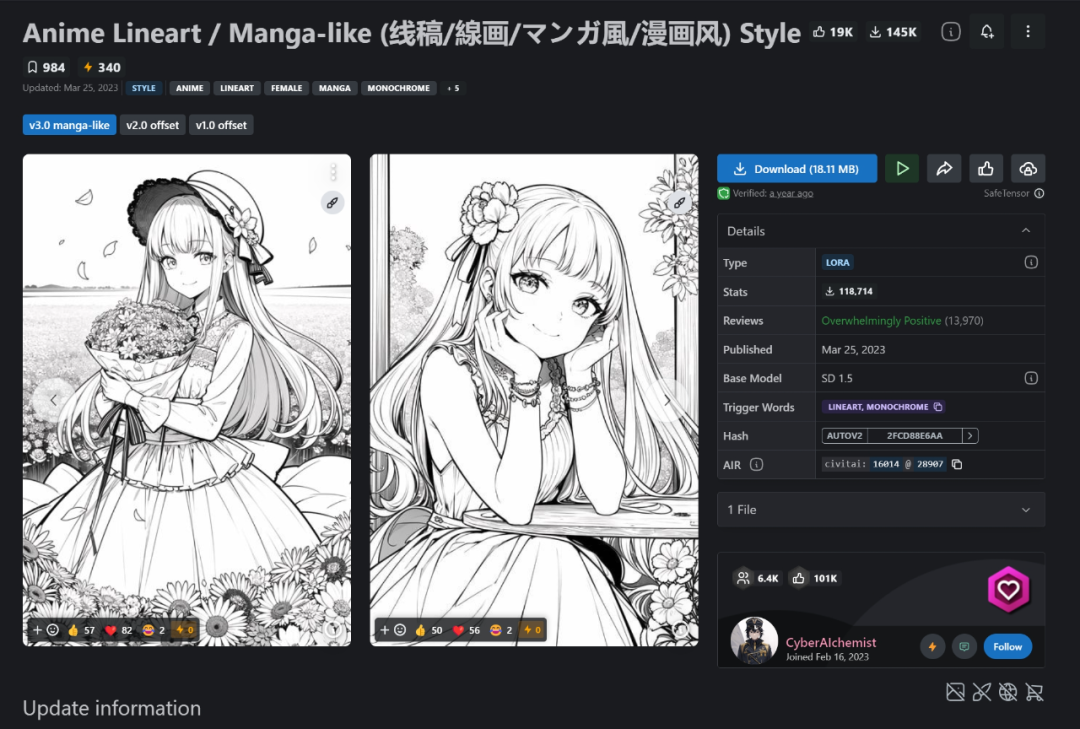 Anime Lineart / Manga-like (线稿/線画/マンガ風/漫画风) Style 19K 145K
984 340
Updated: Mar 25, 2023 STYLE ANIME LINEART FEMALE MANGA MONOCHROME + 5
v3.0 manga-like v2.0 offset v1.0 offset
Download (18.11 MB)
Verified: a year ago SafeTensor
Details
Type LORA
Stats 118,714
Reviews Overwhelmingly Positive (13,970)
Published Mar 25, 2023
Base Model SD 1.5
Trigger Words LINEART, MONOCHROME
Hash AUTOV2 2FCD88E6AA
AIR civitai: 16014 @ 28907
1 File
6.4K 101K
CyberAlchemist
Joined Feb 16, 2023
Follow
57 82 2 0
50 56 2 0
Update information